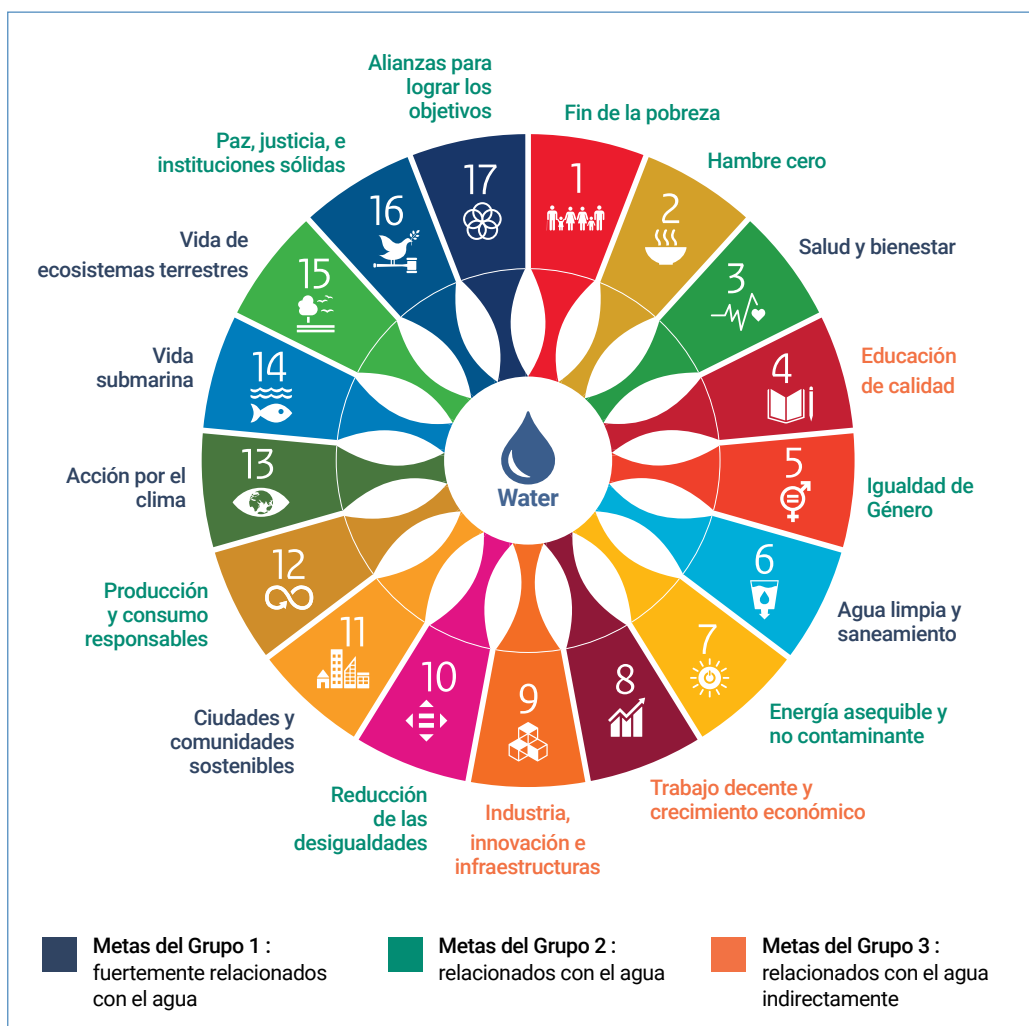 Alianzas para
lograr los
objetivos
Fin de la pobreza
Paz, justicia, e
instituciones sólidas
Hambre cero
17
1
16
2
Vida de
ecosistemas terrestres
Salud y bienestar
15
3
Vida
submarina
14
4
Educación
de calidad
Acción por el
clima
13
Water
5
Igualdad de
Género
12
6
Producción
y consumo
responsables
Agua limpia y
saneamiento
11
7
10
8
9
Ciudades y
comunidades
sostenibles
Energía asequible y
no contaminante
Reducción
de las
desigualdades
Industria,
innovación e
infraestructuras
Trabajo decente y
crecimiento económico
Metas del Grupo 1 :
fuertemente relacionados
con el agua
Metas del Grupo 2 :
relacionados con el agua
Metas del Grupo 3 :
relacionados con el agua
indirectamente